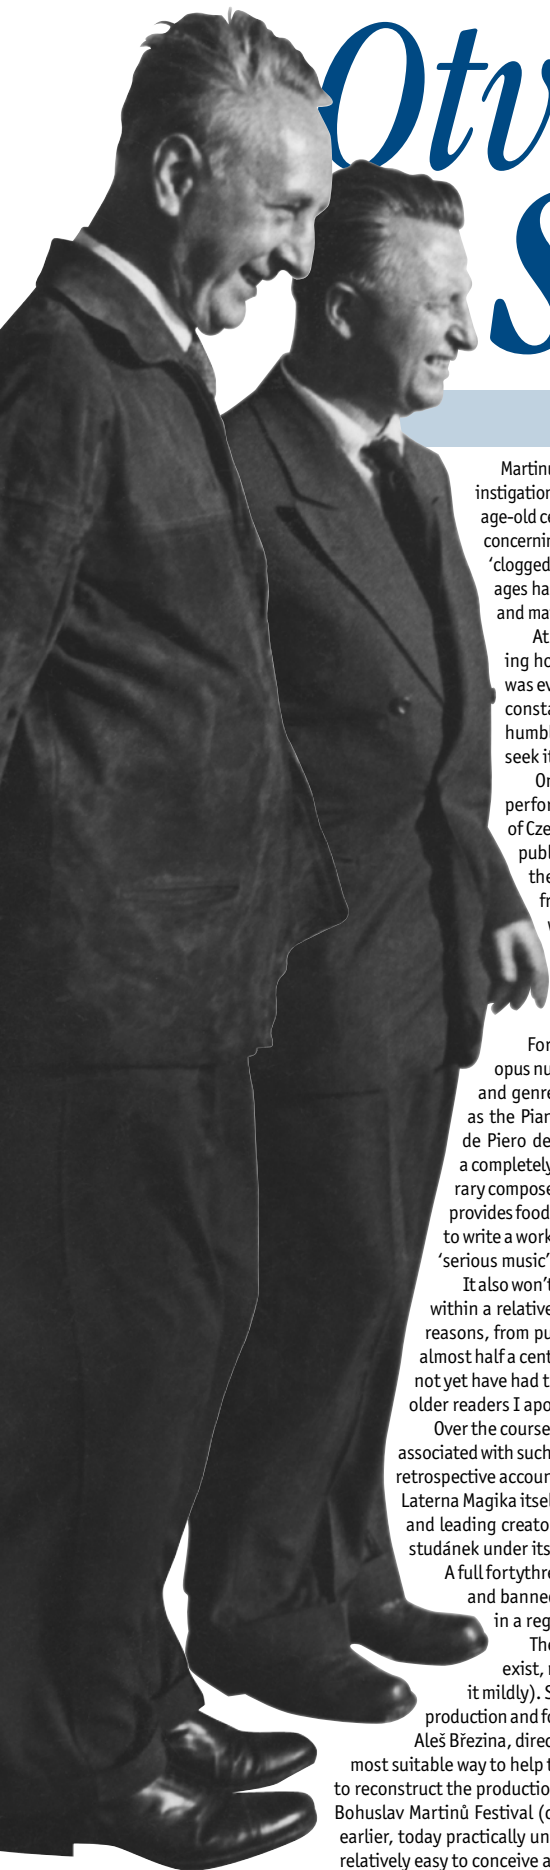 Otv
S
Martinů
instigation
age-old ce
concernin
‘clogged
ages ha
and ma
At
ing ho
was ev
consta
humbl
seek it
On
perfor
of Cze
publ
the
fr
For
opus nu
and genre
as the Pian
de Piero de
a completely
rary compose
provides food
to write a work
‘serious music’
It also won’t
within a relative
reasons, from pu
almost half a cent
not yet have had t
older readers I apo
Over the course
associated with such
retrospective accoun
Laterna Magika itsel
and leading creato
studánek under its
A full fortythre
and banned
in a reg
The
exist, 
it mildly). S
production and fo
Aleš Březina, direc
most suitable way to help t
to reconstruct the productio
Bohuslav Martinů Festival (
earlier, today practically un
relatively easy to conceive a